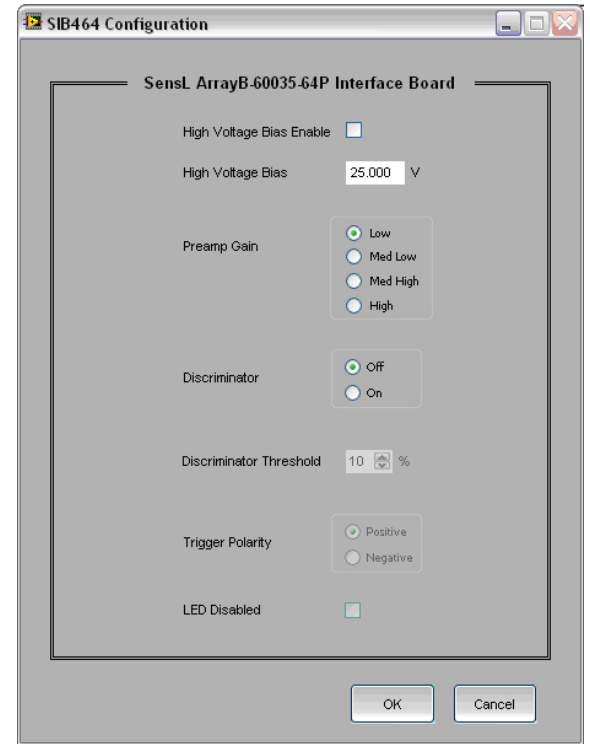 SIB464 Configuration
SensL ArrayB-60035-64P Interface Board
High Voltage Bias Enable
High Voltage Bias 25.000 V
Preamp Gain
Low
Med Low
Med High
High
Discriminator
Off
On
Discriminator Threshold 10 %
Trigger Polarity
Positive
Negative
LED Disabled
OK Cancel